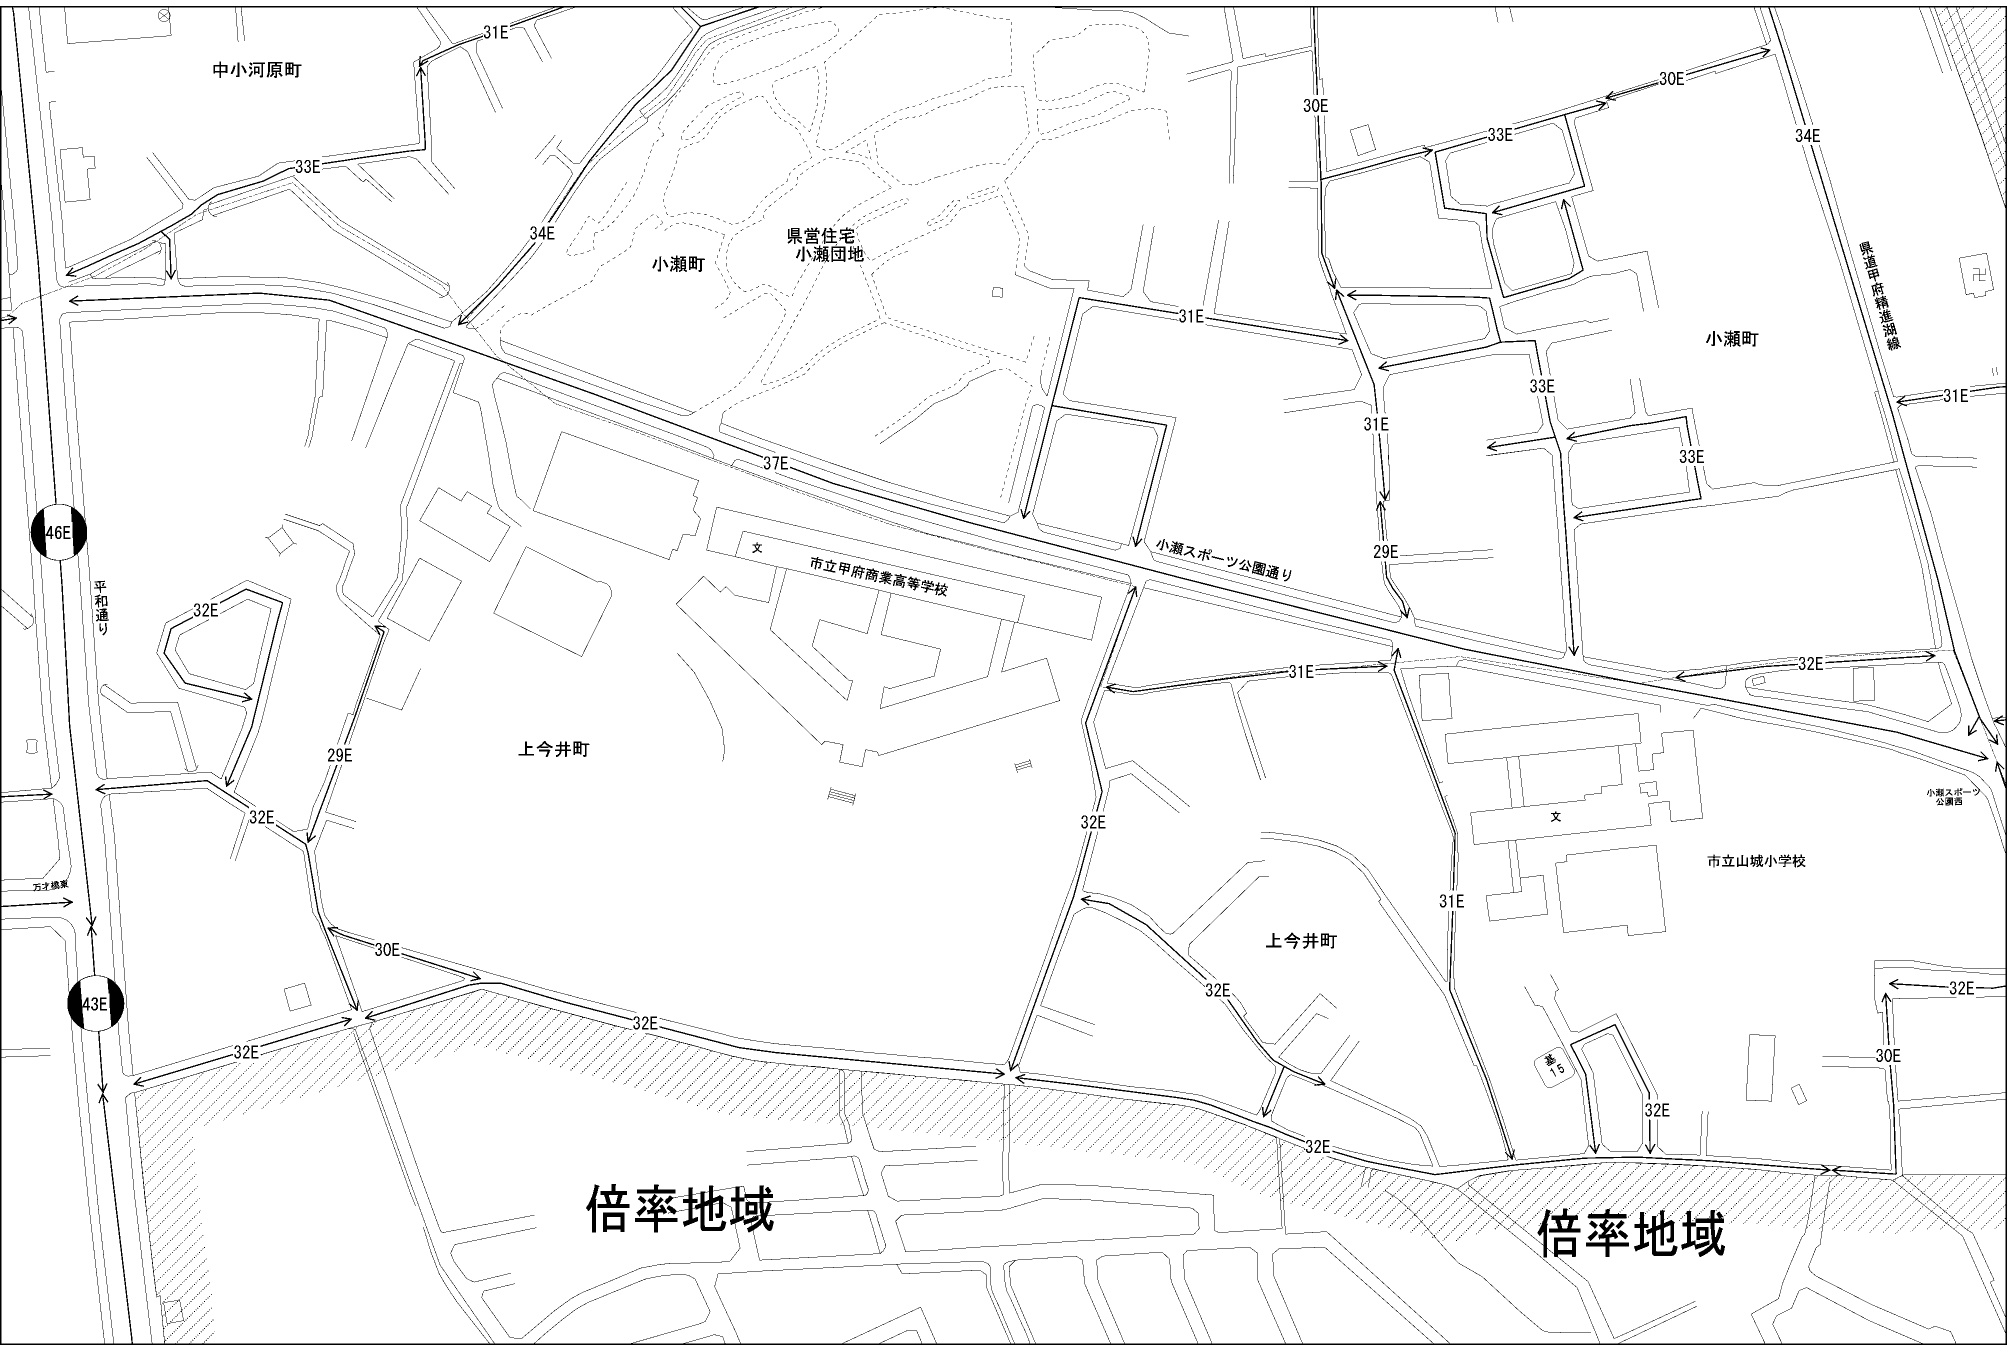 31E
中小河原町
30E
30E
33E
34E
33E
34E
県営住宅
小瀬団地
小瀬町
県道甲府精進湖線
31E
小瀬町
33E
31E
31E
37E
33E
46E
文
市立甲府商業高等学校
小瀬スポーツ公園通り
29E
平和通り
32E
31E
32E
29E
上今井町
小瀬スポーツ
公園西
32E
32E
文
市立山城小学校
万才橋東
31E
上今井町
30E
32E
32E
43E
32E
32E
30E
基
15
32E
32E
倍率地域
倍率地域